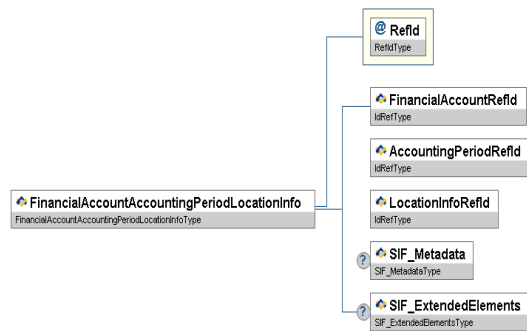 @ RefId
RefIdType
FinancialAccountRefId
IdRefType
AccountingPeriodRefId
IdRefType
FinancialAccountAccountingPeriodLocationInfo
FinancialAccountAccountingPeriodLocationInfoType
LocationInfoRefId
IdRefType
? SIF_Metadata
SIF_MetadataType
? SIF_ExtendedElements
SIF_ExtendedElementsType